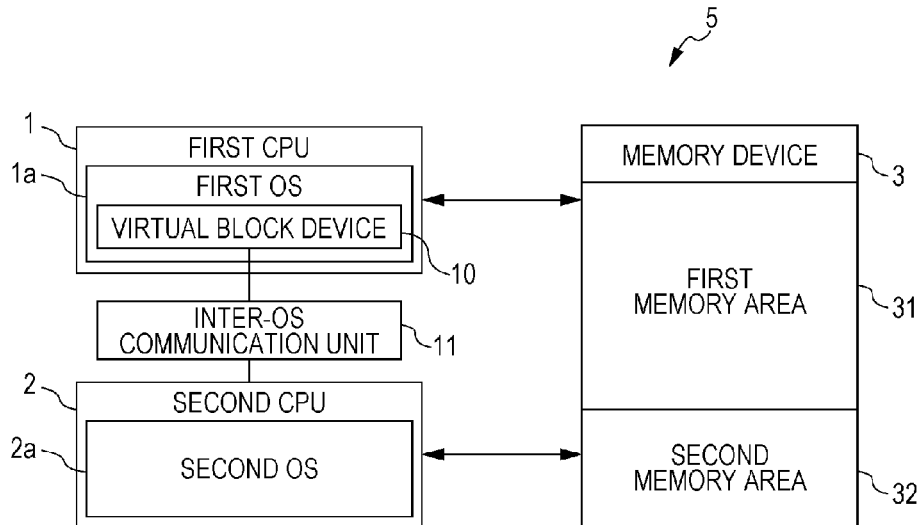 5
1
FIRST CPU
1a
FIRST OS
VIRTUAL BLOCK DEVICE
10
INTER-OS
COMMUNICATION UNIT
11
2
SECOND CPU
2a
SECOND OS
MEMORY DEVICE
3
FIRST
MEMORY AREA
31
SECOND
MEMORY AREA
32